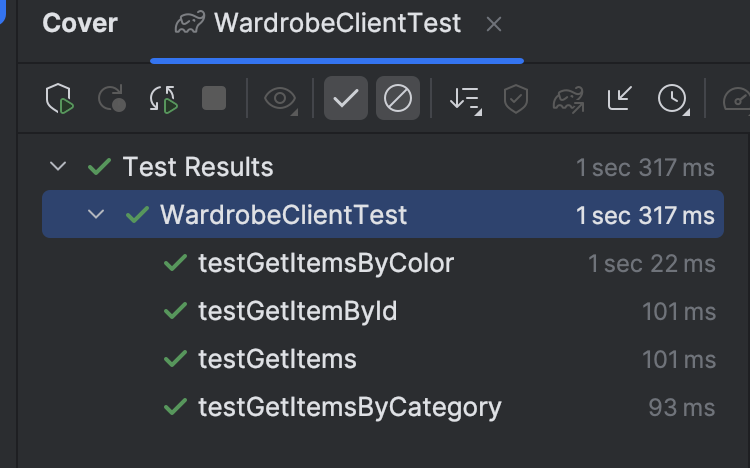 Cover WardrobeClientTest
Test Results 1 sec 317 ms
WardrobeClientTest 1 sec 317 ms
testGetItemsByColor 1 sec 22 ms
testGetItemById 101 ms
testGetItems 101 ms
testGetItemsByCategory 93 ms